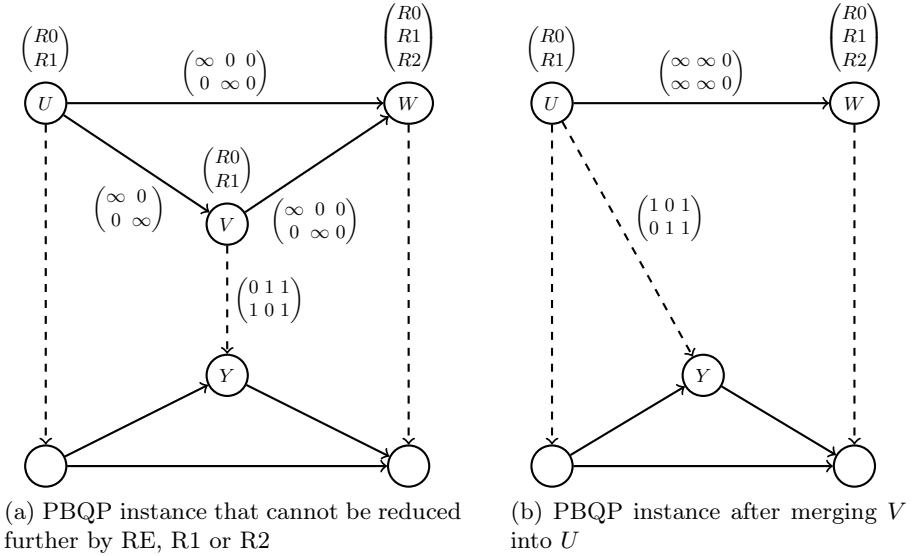 R0
R1
R0
R1
R2
∞ 0 0
0 ∞ 0
U
W
R0
R1
∞ 0
0 ∞
V
∞ 0 0
0 ∞ 0
0 1 1
1 0 1
Y
(a) PBQP instance that cannot be reduced
further by RE, R1 or R2
R0
R1
R0
R1
R2
∞ ∞ 0
∞ ∞ 0
U
W
1 0 1
0 1 1
Y
(b) PBQP instance after merging V
into U